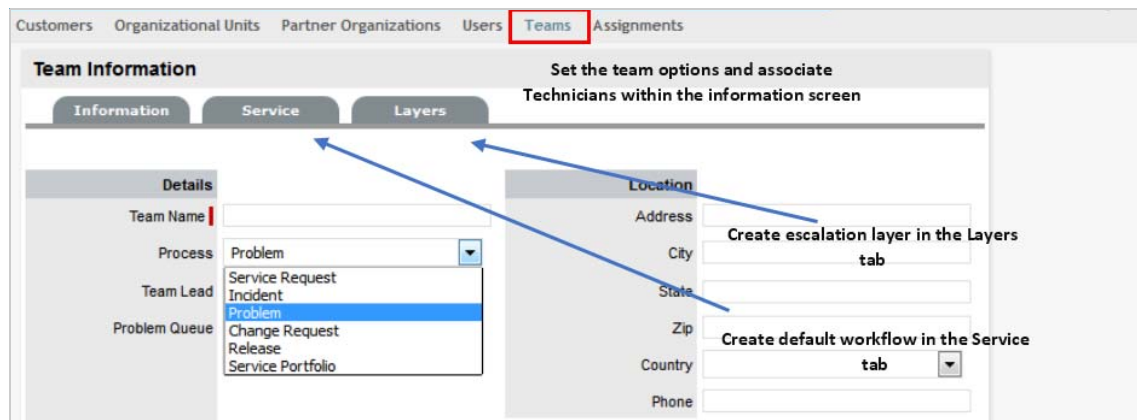 Customers Organizational Units Partner Organizations Users Teams Assignments
Team Information
Set the team options and associate
Technicians within the information screen
Information Service Layers
Details
Team Name
Process Problem
Service Request
Incident
Problem
Change Request
Release
Service Portfolio
Team Lead
Problem Queue
Location
Address
Create escalation layer in the Layers
tab
City
State
Zip
Create default workflow in the Service
tab
Country
Phone